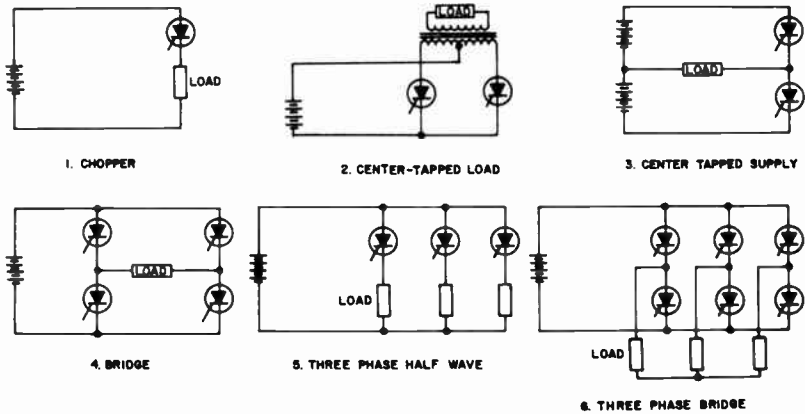 LOAD
LOAD
LOAD
1. CHOPPER
2. CENTER-TAPPED LOAD
3. CENTER TAPPED SUPPLY
LOAD
LOAD
LOAD
4. BRIDGE
5. THREE PHASE HALF WAVE
6. THREE PHASE BRIDGE